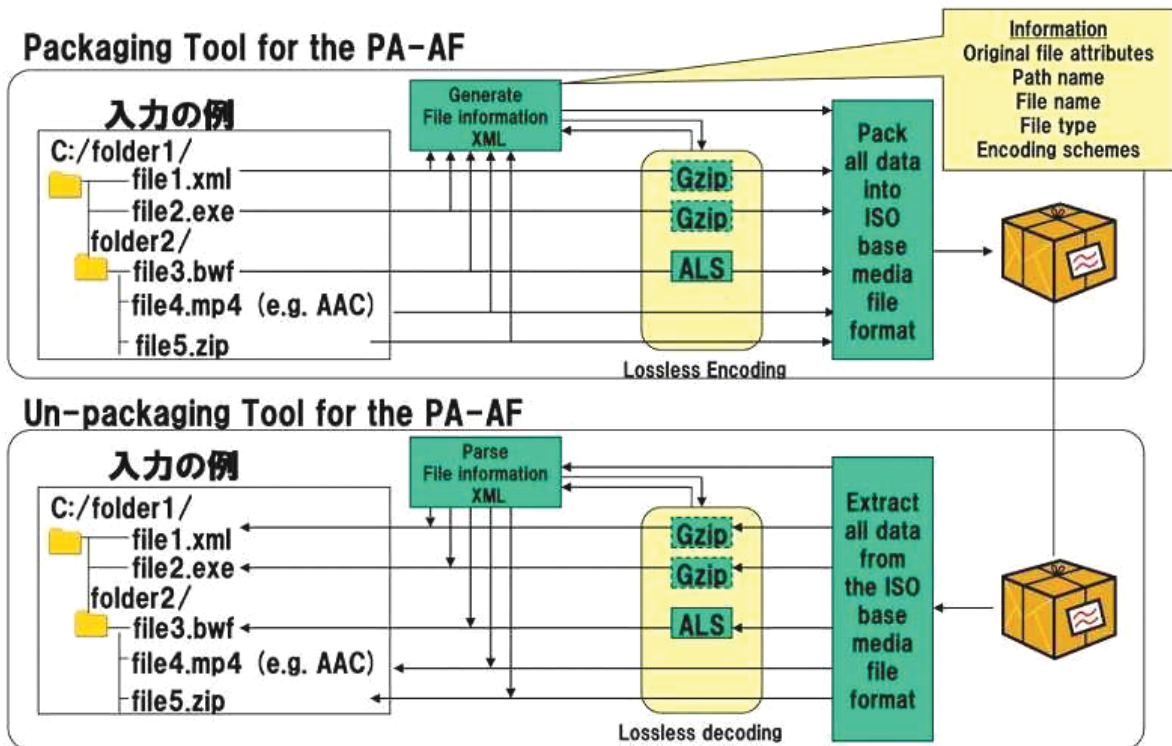 Packaging Tool for the PA-AF
Information
Original file attributes
Path name
File name
File type
Encoding schemes
入力の例
C:/folder1/
file1.xml
file2.exe
folder2/
file3.bwf
file4.mp4 (e.g. AAC)
file5.zip
Generate
File information
XML
Gzip
Gzip
ALS
Lossless Encoding
Pack
all data
into
ISO
base
media
file
format
Un-packaging Tool for the PA-AF
入力の例
C:/folder1/
file1.xml
file2.exe
folder2/
file3.bwf
file4.mp4 (e.g. AAC)
file5.zip
Parse
File information
XML
Gzip
Gzip
ALS
Lossless decoding
Extract
all data
from
the ISO
base
media
file
format